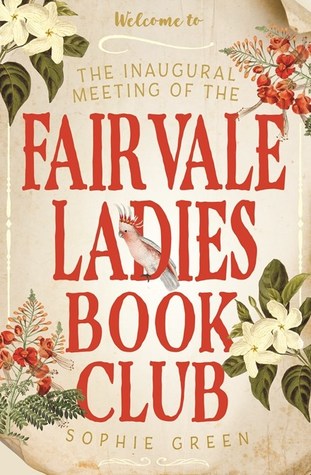 Welcome to
THE INAUGURAL
MEETING OF THE
FAIRVALE
LADIES
BOOK
CLUB
SOPHIE GREEN